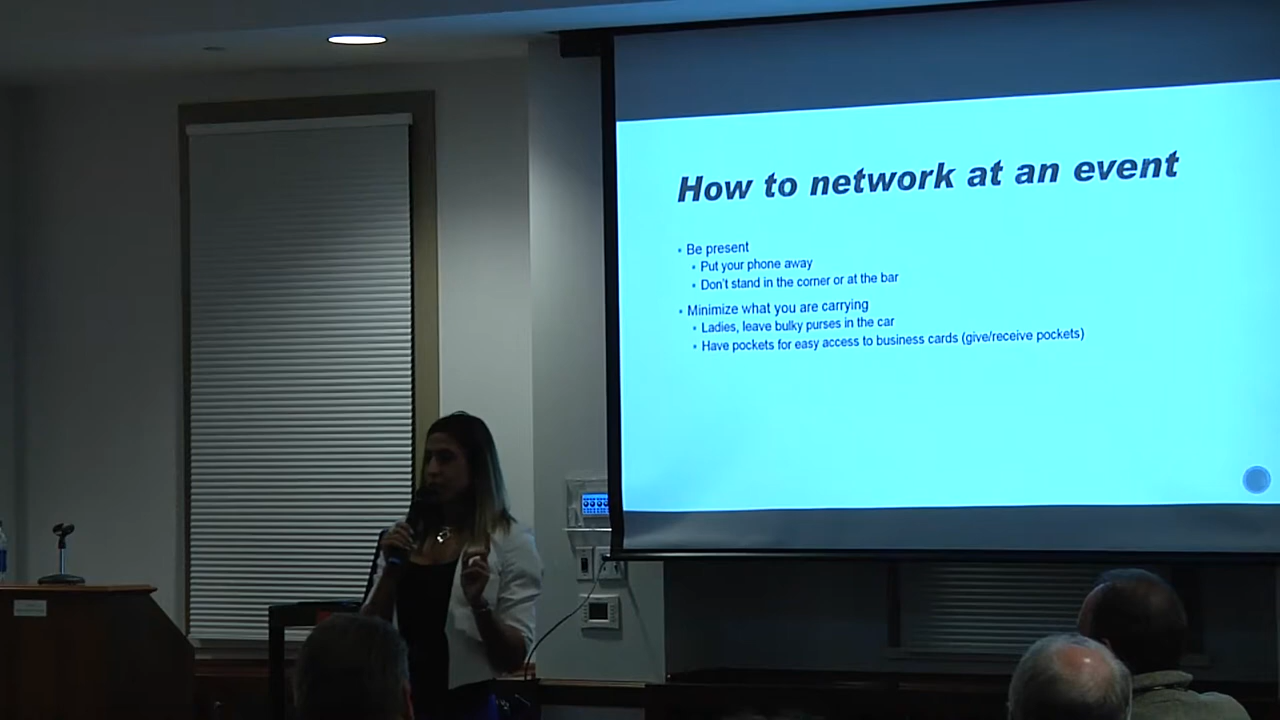 How to network at an event
• Be present
• Put your phone away
• Don't stand in the corner or at the bar
• Minimize what you are carrying
• Ladies, leave bulky purses in the car
• Have pockets for easy access to business cards (give/receive pockets)